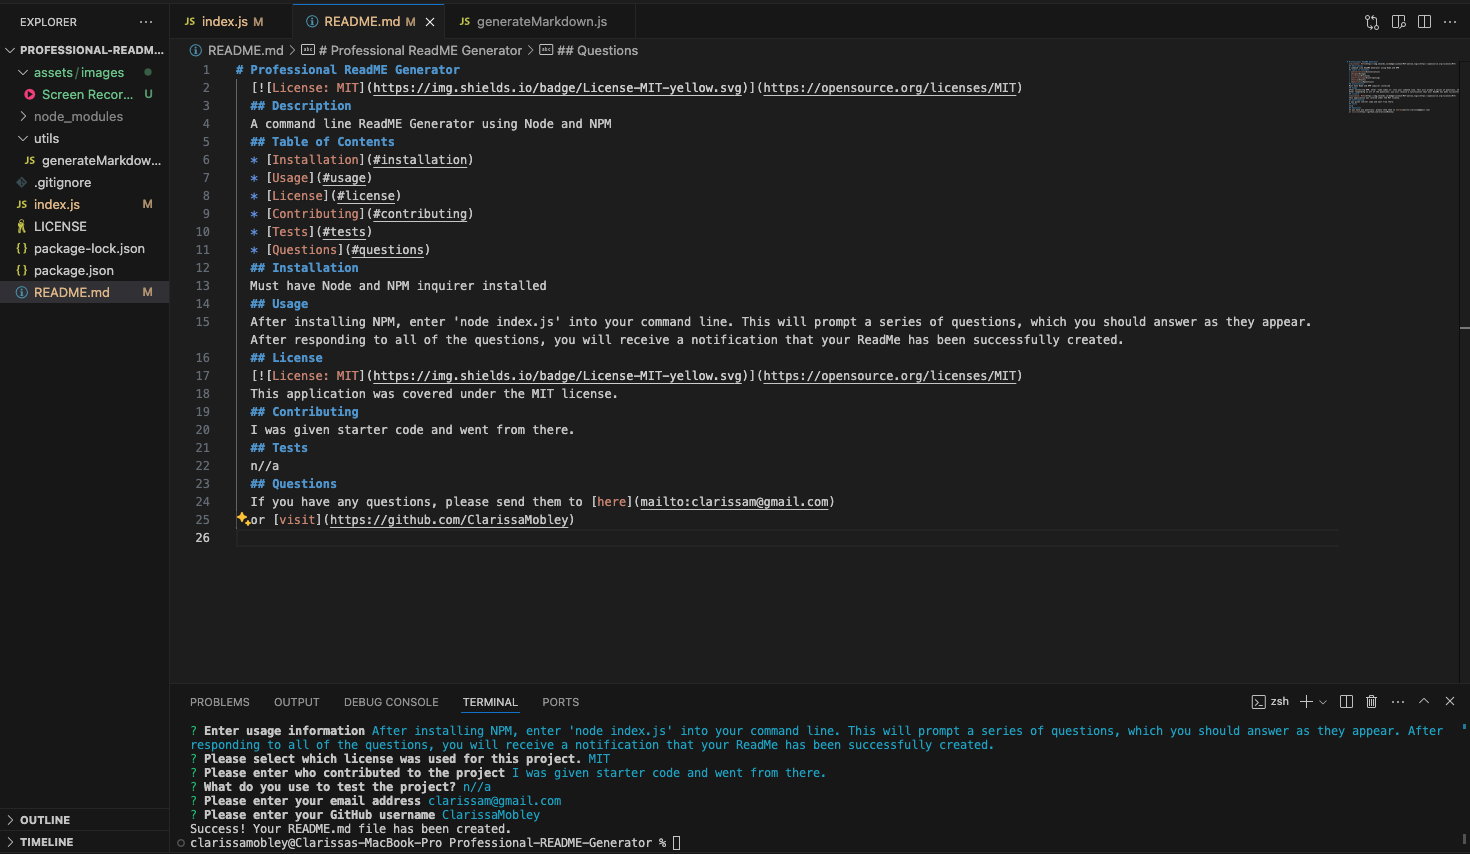 EXPLORER
PROFESSIONAL-READM...
assets/images
Screen Recor... U
node_modules
utils
JS generateMarkdow...
.gitignore
JS index.js M
LICENSE
{} package-lock.json
{} package.json
README.md M
OUTLINE
TIMELINE
JS index.js M
README.md M
JS generateMarkdown.js
README.md > # Professional ReadME Generator > ## Questions
1 # Professional ReadME Generator
2 [![License: MIT](https://img.shields.io/badge/License-MIT-yellow.svg)](https://opensource.org/licenses/MIT)
3 ## Description
4 A command line ReadME Generator using Node and NPM
5 ## Table of Contents
6 * [Installation](#installation)
7 * [Usage](#usage)
8 * [License](#license)
9 * [Contributing](#contributing)
10 * [Tests](#tests)
11 * [Questions](#questions)
12 ## Installation
13 Must have Node and NPM inquirer installed
14 ## Usage
15 After installing NPM, enter 'node index.js' into your command line. This will prompt a series of questions, which you should answer as they appear.
After responding to all of the questions, you will receive a notification that your ReadMe has been successfully created.
16 ## License
17 [![License: MIT](https://img.shields.io/badge/License-MIT-yellow.svg)](https://opensource.org/licenses/MIT)
18 This application was covered under the MIT license.
19 ## Contributing
20 I was given starter code and went from there.
21 ## Tests
22 n//a
23 ## Questions
24 If you have any questions, please send them to [here](mailto:clarissam@gmail.com)
25 or [visit](https://github.com/ClarissaMobley)
26
PROBLEMS OUTPUT DEBUG CONSOLE TERMINAL PORTS
zsh
? Enter usage information After installing NPM, enter 'node index.js' into your command line. This will prompt a series of questions, which you should answer as they appear. After
responding to all of the questions, you will receive a notification that your ReadMe has been successfully created.
? Please select which license was used for this project. MIT
? Please enter who contributed to the project I was given starter code and went from there.
? What do you use to test the project? n//a
? Please enter your email address clarissam@gmail.com
? Please enter your GitHub username ClarissaMobley
Success! Your README.md file has been created.
clarissamobley@Clarissas-MacBook-Pro Professional-README-Generator %